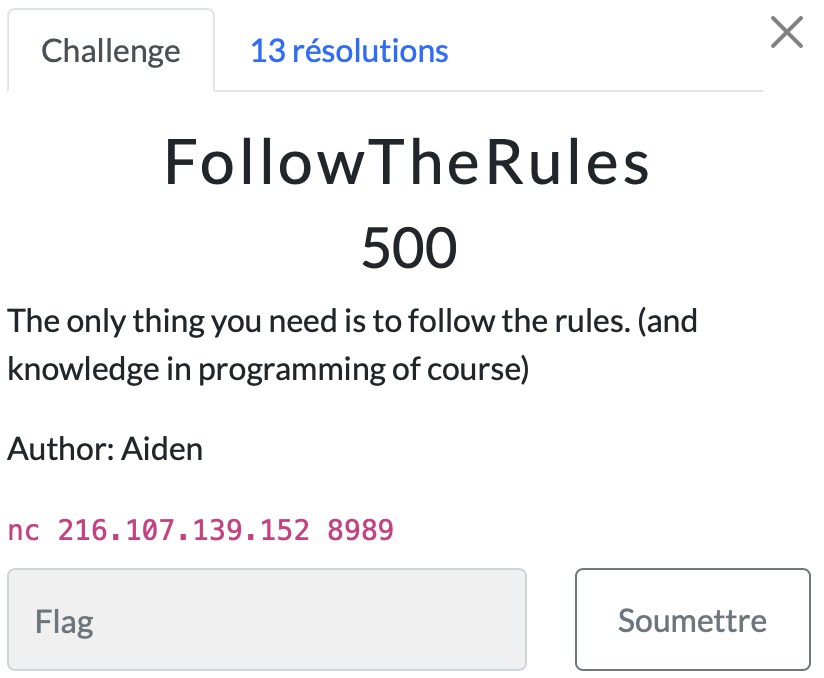 Challenge
13 résolutions
FollowTheRules
500
The only thing you need is to follow the rules. (and
knowledge in programming of course)
Author: Aiden
nc 216.107.139.152 8989
Flag
Soumettre